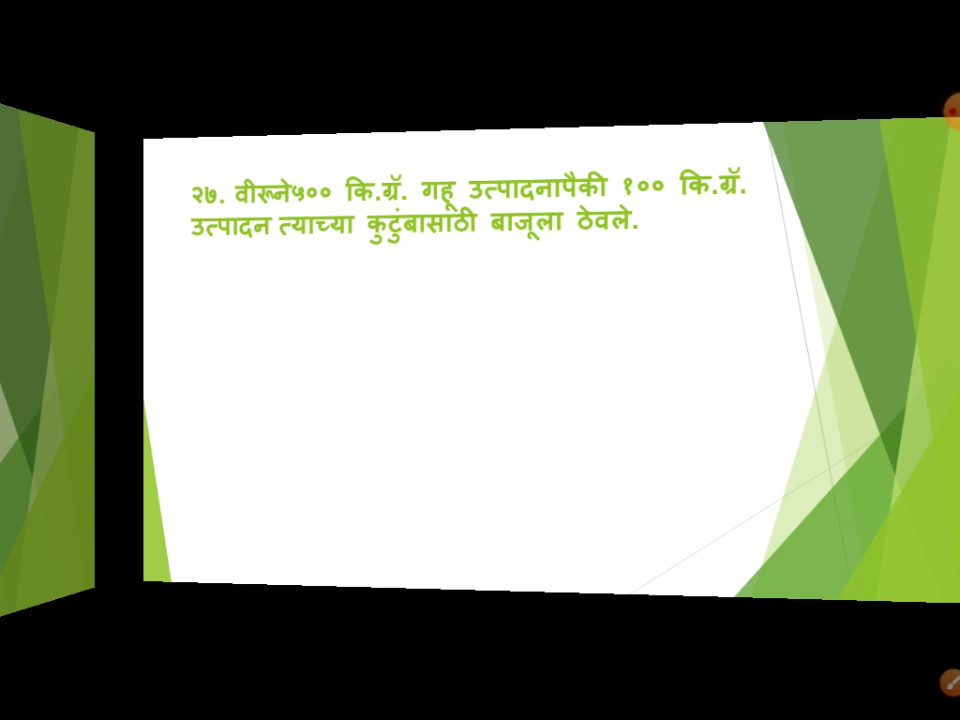 २७. वीरूने५०० कि.ग्रॅ. गहू उत्पादनापैकी १०० कि.ग्रॅ.
उत्पादन त्याच्या कुटुंबासाठी बाजूला ठेवले.